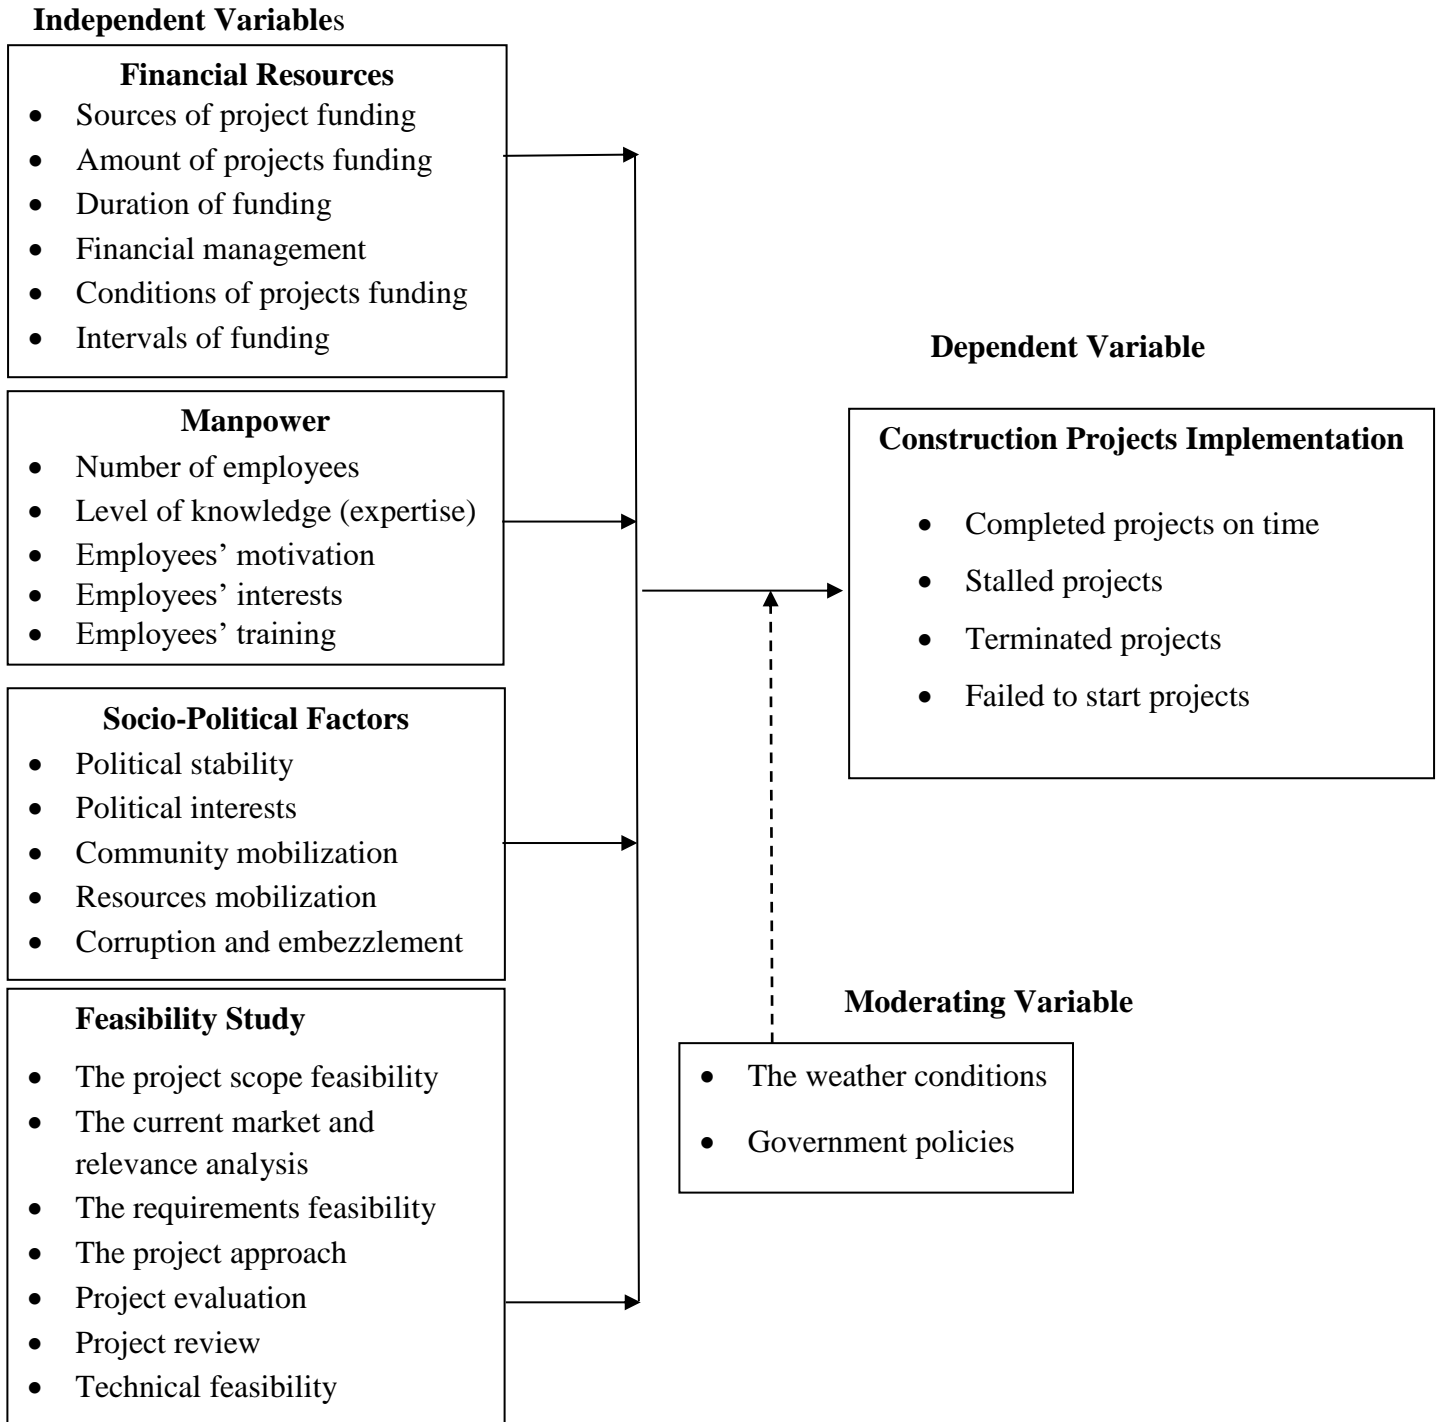 Independent Variables
Financial Resources
• Sources of project funding
• Amount of projects funding
• Duration of funding
• Financial management
• Conditions of projects funding
• Intervals of funding
Manpower
• Number of employees
• Level of knowledge (expertise)
• Employees’ motivation
• Employees’ interests
• Employees’ training
Socio-Political Factors
• Political stability
• Political interests
• Community mobilization
• Resources mobilization
• Corruption and embezzlement
Feasibility Study
• The project scope feasibility
• The current market and
relevance analysis
• The requirements feasibility
• The project approach
• Project evaluation
• Project review
• Technical feasibility
Dependent Variable
Construction Projects Implementation
• Completed projects on time
• Stalled projects
• Terminated projects
• Failed to start projects
Moderating Variable
• The weather conditions
• Government policies